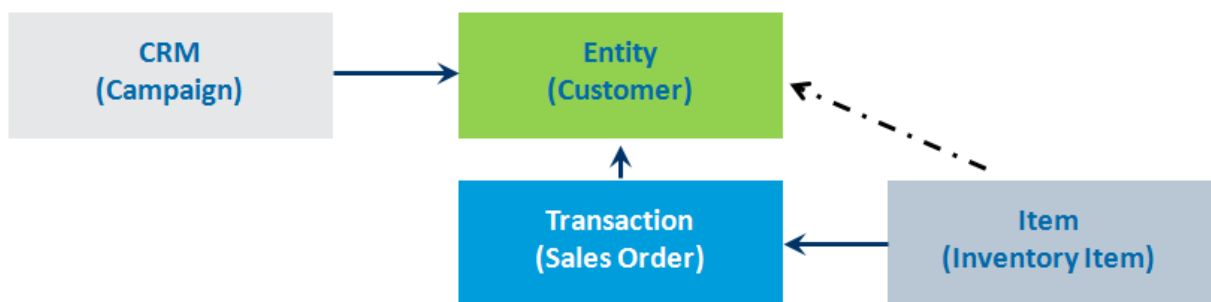 CRM
(Campaign)
Entity
(Customer)
Transaction
(Sales Order)
Item
(Inventory Item)